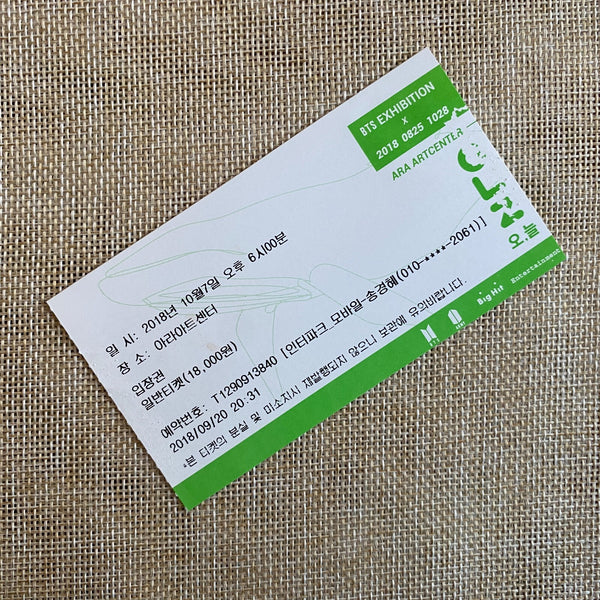 BTS EXHIBITION
X
2018 0825 1028
ARA ARTCENTER
오,늘
일 시: 2018년 10월7일 오후 6시00분
장 소: 아라아트센터
입장권
일반티켓(18,000원)
예약번호: T1290913840 [인터파크_모바일-송경혜(010-****-2061)]
2018/09/20 20:31
*본 티켓의 분실 및 미소지시 재발행되지 않으니 보관에 유의바랍니다.
BTS
Big Hit Entertainment